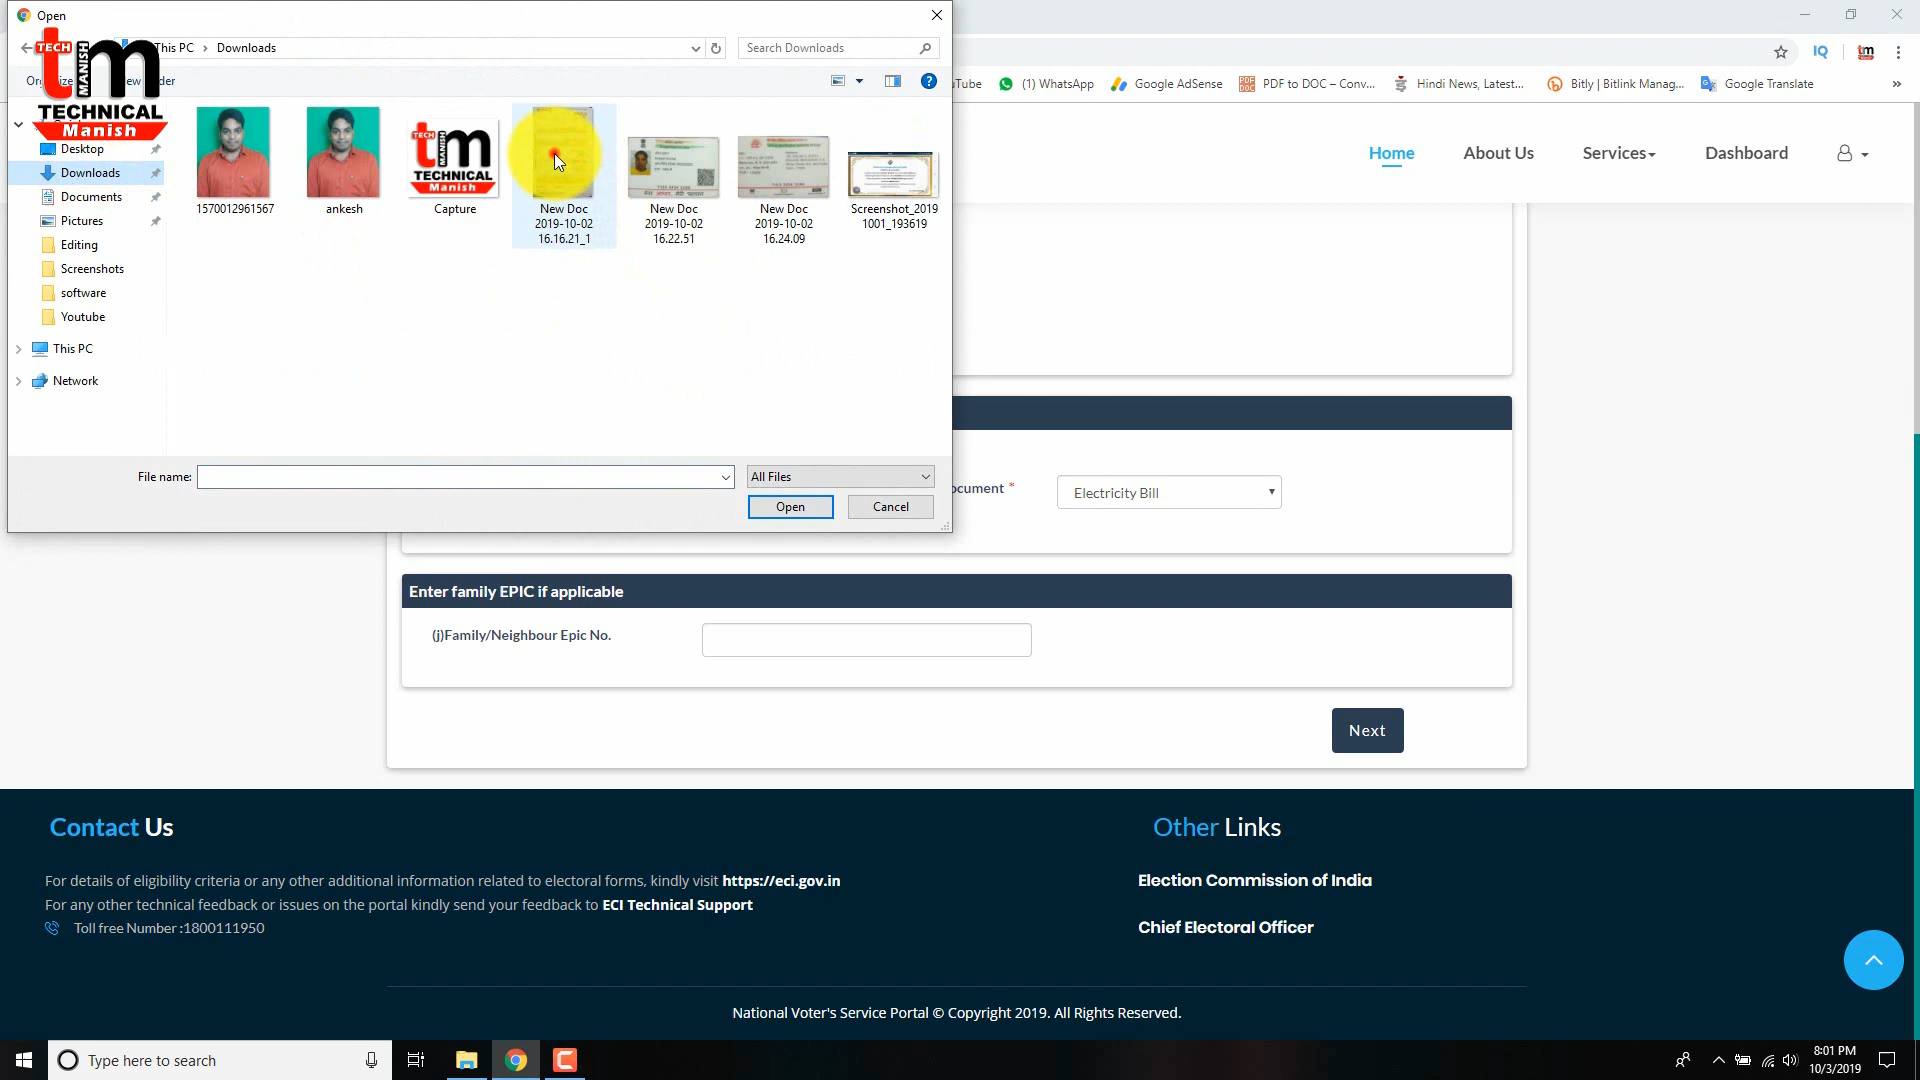 Open
This PC > Downloads
Search Downloads
TECH
MANISH
tm
TECHNICAL
Manish
Desktop
Downloads
Documents
Pictures
Editing
Screenshots
software
Youtube
This PC
Network
1570012961567
ankesh
Capture
New Doc
2019-10-02
16.16.21_1
New Doc
2019-10-02
16.22.51
New Doc
2019-10-02
16.24.09
Screenshot_2019
1001_193619
TECH
MANISH
tm
TECHNICAL
Manish
File name:
All Files
Open
Cancel
IQ
tm
(1) WhatsApp
Google AdSense
PDF to DOC – Conv...
Hindi News, Latest...
Bitly | Bitlink Manag...
Google Translate
»
Home
About Us
Services
Dashboard
ocument *
Electricity Bill
Enter family EPIC if applicable
(j)Family/Neighbour Epic No.
Next
Contact Us
For details of eligibility criteria or any other additional information related to electoral forms, kindly visit https://eci.gov.in
For any other technical feedback or issues on the portal kindly send your feedback to ECI Technical Support
Toll free Number :1800111950
Other Links
Election Commission of India
Chief Electoral Officer
National Voter's Service Portal © Copyright 2019. All Rights Reserved.
Type here to search
8:01 PM
10/3/2019